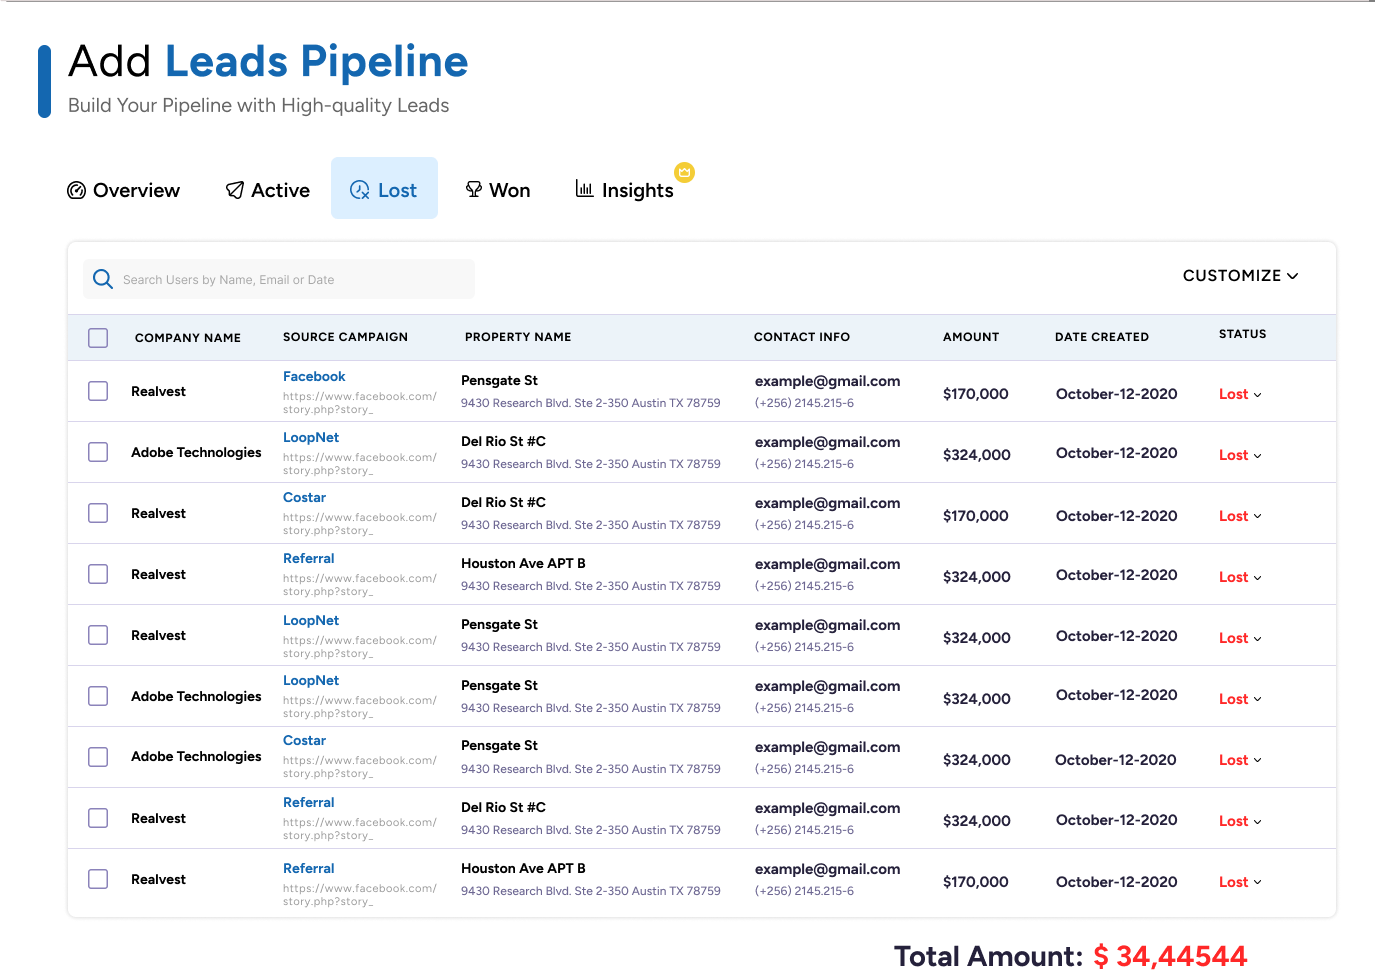 Add Leads Pipeline
Build Your Pipeline with High-quality Leads
Overview Active Lost Won Insights
Search Users by Name, Email or Date
CUSTOMIZE
COMPANY NAME SOURCE CAMPAIGN PROPERTY NAME CONTACT INFO AMOUNT DATE CREATED STATUS
Realvest Facebook Pensgate St example@gmail.com $170,000 October-12-2020 Lost
https://www.facebook.com/ 9430 Research Blvd. Ste 2-350 Austin TX 78759 (+256) 2145.215-6
story.php?story_
Adobe Technologies LoopNet Del Rio St #C example@gmail.com $324,000 October-12-2020 Lost
https://www.facebook.com/ 9430 Research Blvd. Ste 2-350 Austin TX 78759 (+256) 2145.215-6
story.php?story_
Realvest Costar Del Rio St #C example@gmail.com $170,000 October-12-2020 Lost
https://www.facebook.com/ 9430 Research Blvd. Ste 2-350 Austin TX 78759 (+256) 2145.215-6
story.php?story_
Realvest Referral Houston Ave APT B example@gmail.com $324,000 October-12-2020 Lost
https://www.facebook.com/ 9430 Research Blvd. Ste 2-350 Austin TX 78759 (+256) 2145.215-6
story.php?story_
Realvest LoopNet Pensgate St example@gmail.com $324,000 October-12-2020 Lost
https://www.facebook.com/ 9430 Research Blvd. Ste 2-350 Austin TX 78759 (+256) 2145.215-6
story.php?story_
Adobe Technologies LoopNet Pensgate St example@gmail.com $324,000 October-12-2020 Lost
https://www.facebook.com/ 9430 Research Blvd. Ste 2-350 Austin TX 78759 (+256) 2145.215-6
story.php?story_
Adobe Technologies Costar Pensgate St example@gmail.com $324,000 October-12-2020 Lost
https://www.facebook.com/ 9430 Research Blvd. Ste 2-350 Austin TX 78759 (+256) 2145.215-6
story.php?story_
Realvest Referral Del Rio St #C example@gmail.com $324,000 October-12-2020 Lost
https://www.facebook.com/ 9430 Research Blvd. Ste 2-350 Austin TX 78759 (+256) 2145.215-6
story.php?story_
Realvest Referral Houston Ave APT B example@gmail.com $170,000 October-12-2020 Lost
https://www.facebook.com/ 9430 Research Blvd. Ste 2-350 Austin TX 78759 (+256) 2145.215-6
story.php?story_
Total Amount: $ 34,44544